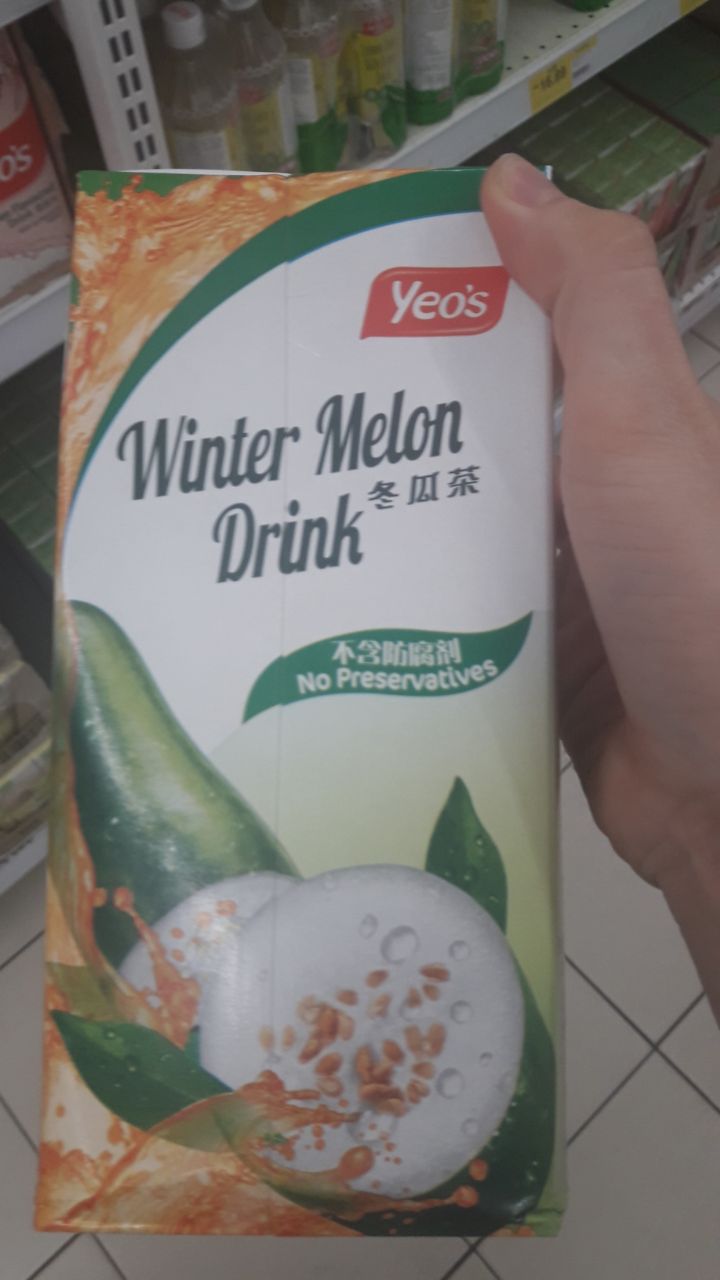 Yeo's
Winter Melon
Drink 冬瓜茶
不含防腐剂
No Preservatives